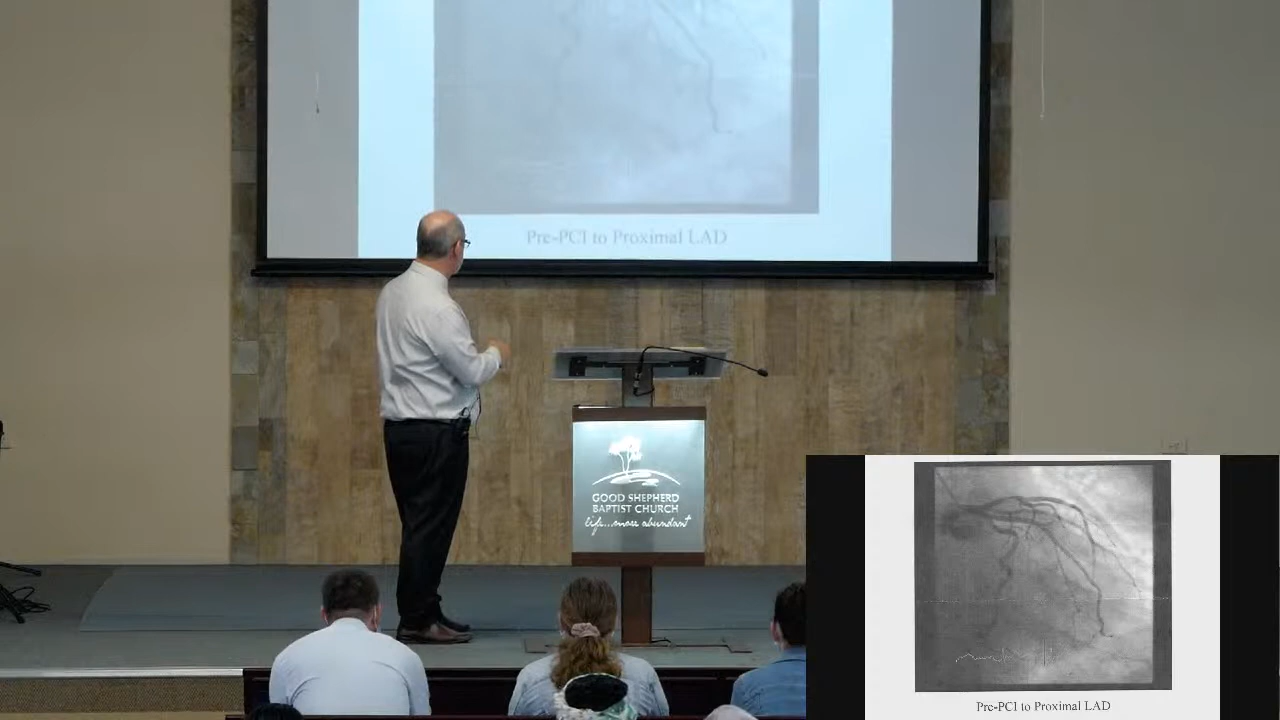 Pre-PCI to Proximal LAD
GOOD SHEPHERD
BAPTIST CHURCH
life...more abundant
Pre-PCI to Proximal LAD